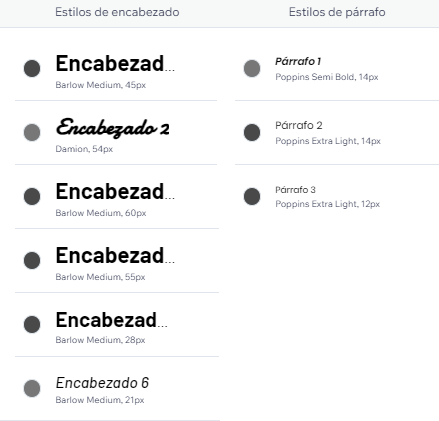 Estilos de encabezado
Encabezad...
Barlow Medium, 45px
Encabezado 2
Damion, 54px
Encabezad...
Barlow Medium, 60px
Encabezad...
Barlow Medium, 55px
Encabezad...
Barlow Medium, 28px
Encabezado 6
Barlow Medium, 21px
Estilos de párrafo
Párrafo 1
Poppins Semi Bold, 14px
Párrafo 2
Poppins Extra Light, 14px
Párrafo 3
Poppins Extra Light, 12px